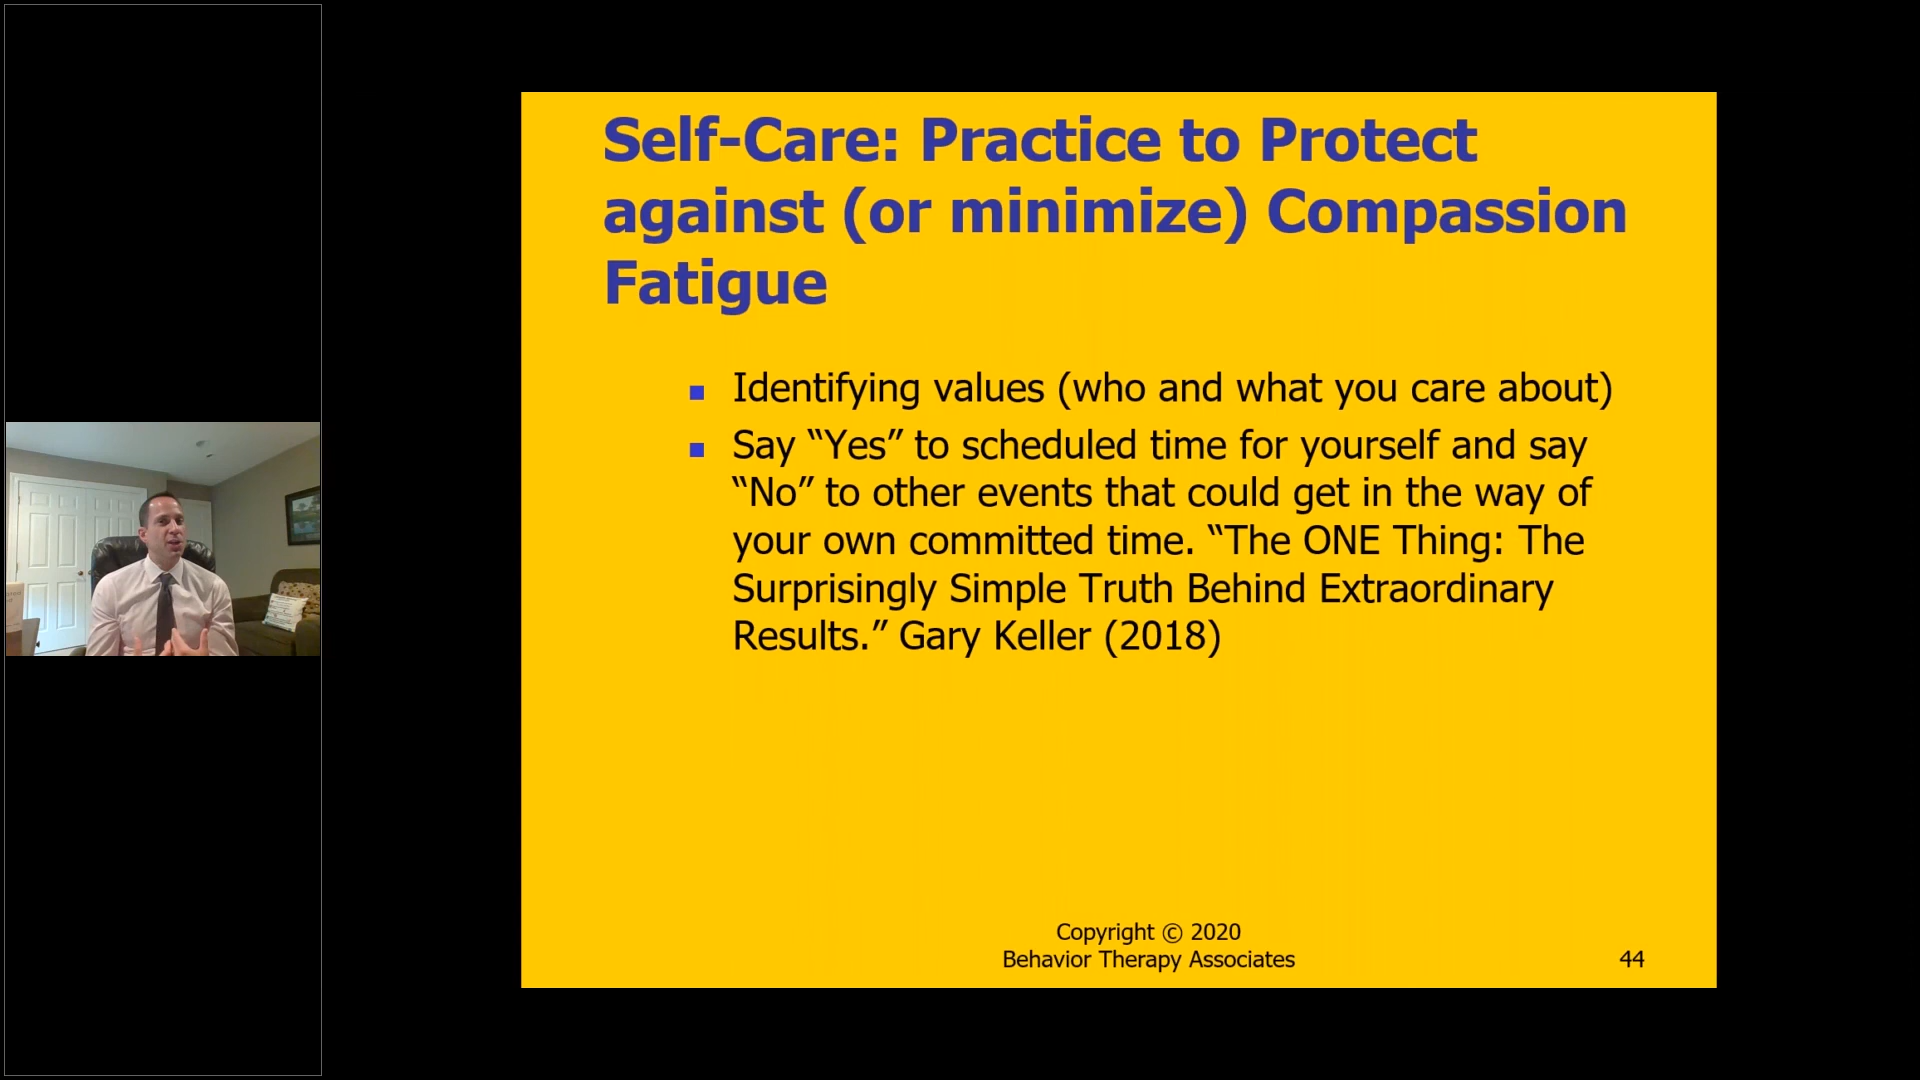 Self-Care: Practice to Protect
against (or minimize) Compassion
Fatigue
Identifying values (who and what you care about)
Say “Yes” to scheduled time for yourself and say
“No” to other events that could get in the way of
your own committed time. “The ONE Thing: The
Surprisingly Simple Truth Behind Extraordinary
Results.” Gary Keller (2018)
Copyright © 2020
Behavior Therapy Associates
44